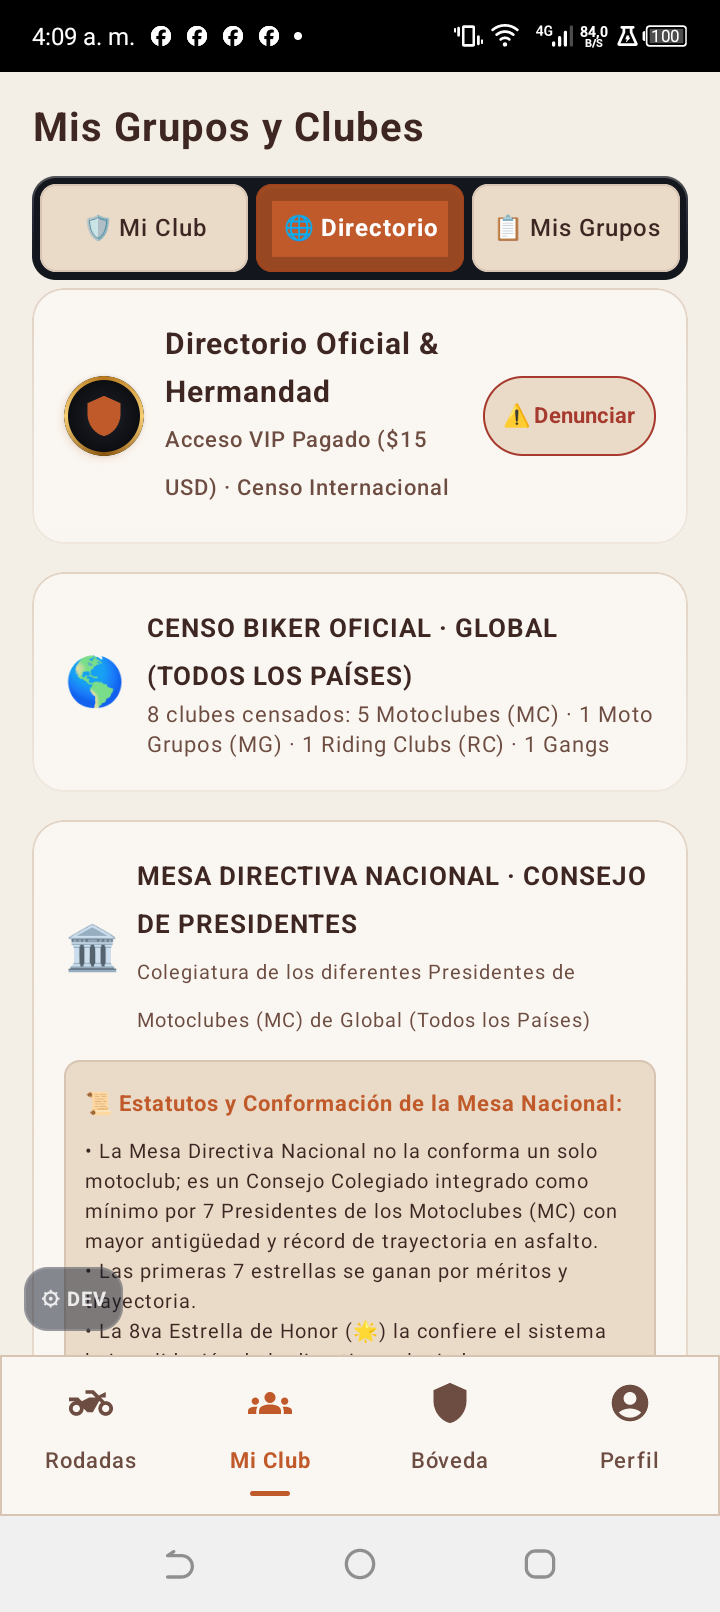 4:09 a. m.
4G
84,0
B/S
100
Mis Grupos y Clubes
🛡️ Mi Club
🌐 Directorio
📋 Mis Grupos
Directorio Oficial &
Hermandad
Acceso VIP Pagado ($15
USD) · Censo Internacional
⚠️ Denunciar
CENSO BIKER OFICIAL · GLOBAL
(TODOS LOS PAÍSES)
8 clubes censados: 5 Motoclubes (MC) · 1 Moto
Grupos (MG) · 1 Riding Clubs (RC) · 1 Gangs
MESA DIRECTIVA NACIONAL · CONSEJO
DE PRESIDENTES
Colegiatura de los diferentes Presidentes de
Motoclubes (MC) de Global (Todos los Países)
📜 Estatutos y Conformación de la Mesa Nacional:
• La Mesa Directiva Nacional no la conforma un solo
motoclub; es un Consejo Colegiado integrado como
mínimo por 7 Presidentes de los Motoclubes (MC) con
mayor antigüedad y récord de trayectoria en asfalto.
• Las primeras 7 estrellas se ganan por méritos y
trayectoria.
• La 8va Estrella de Honor (🌟) la confiere el sistema
⚙ DEV
Rodadas
Mi Club
Bóveda
Perfil